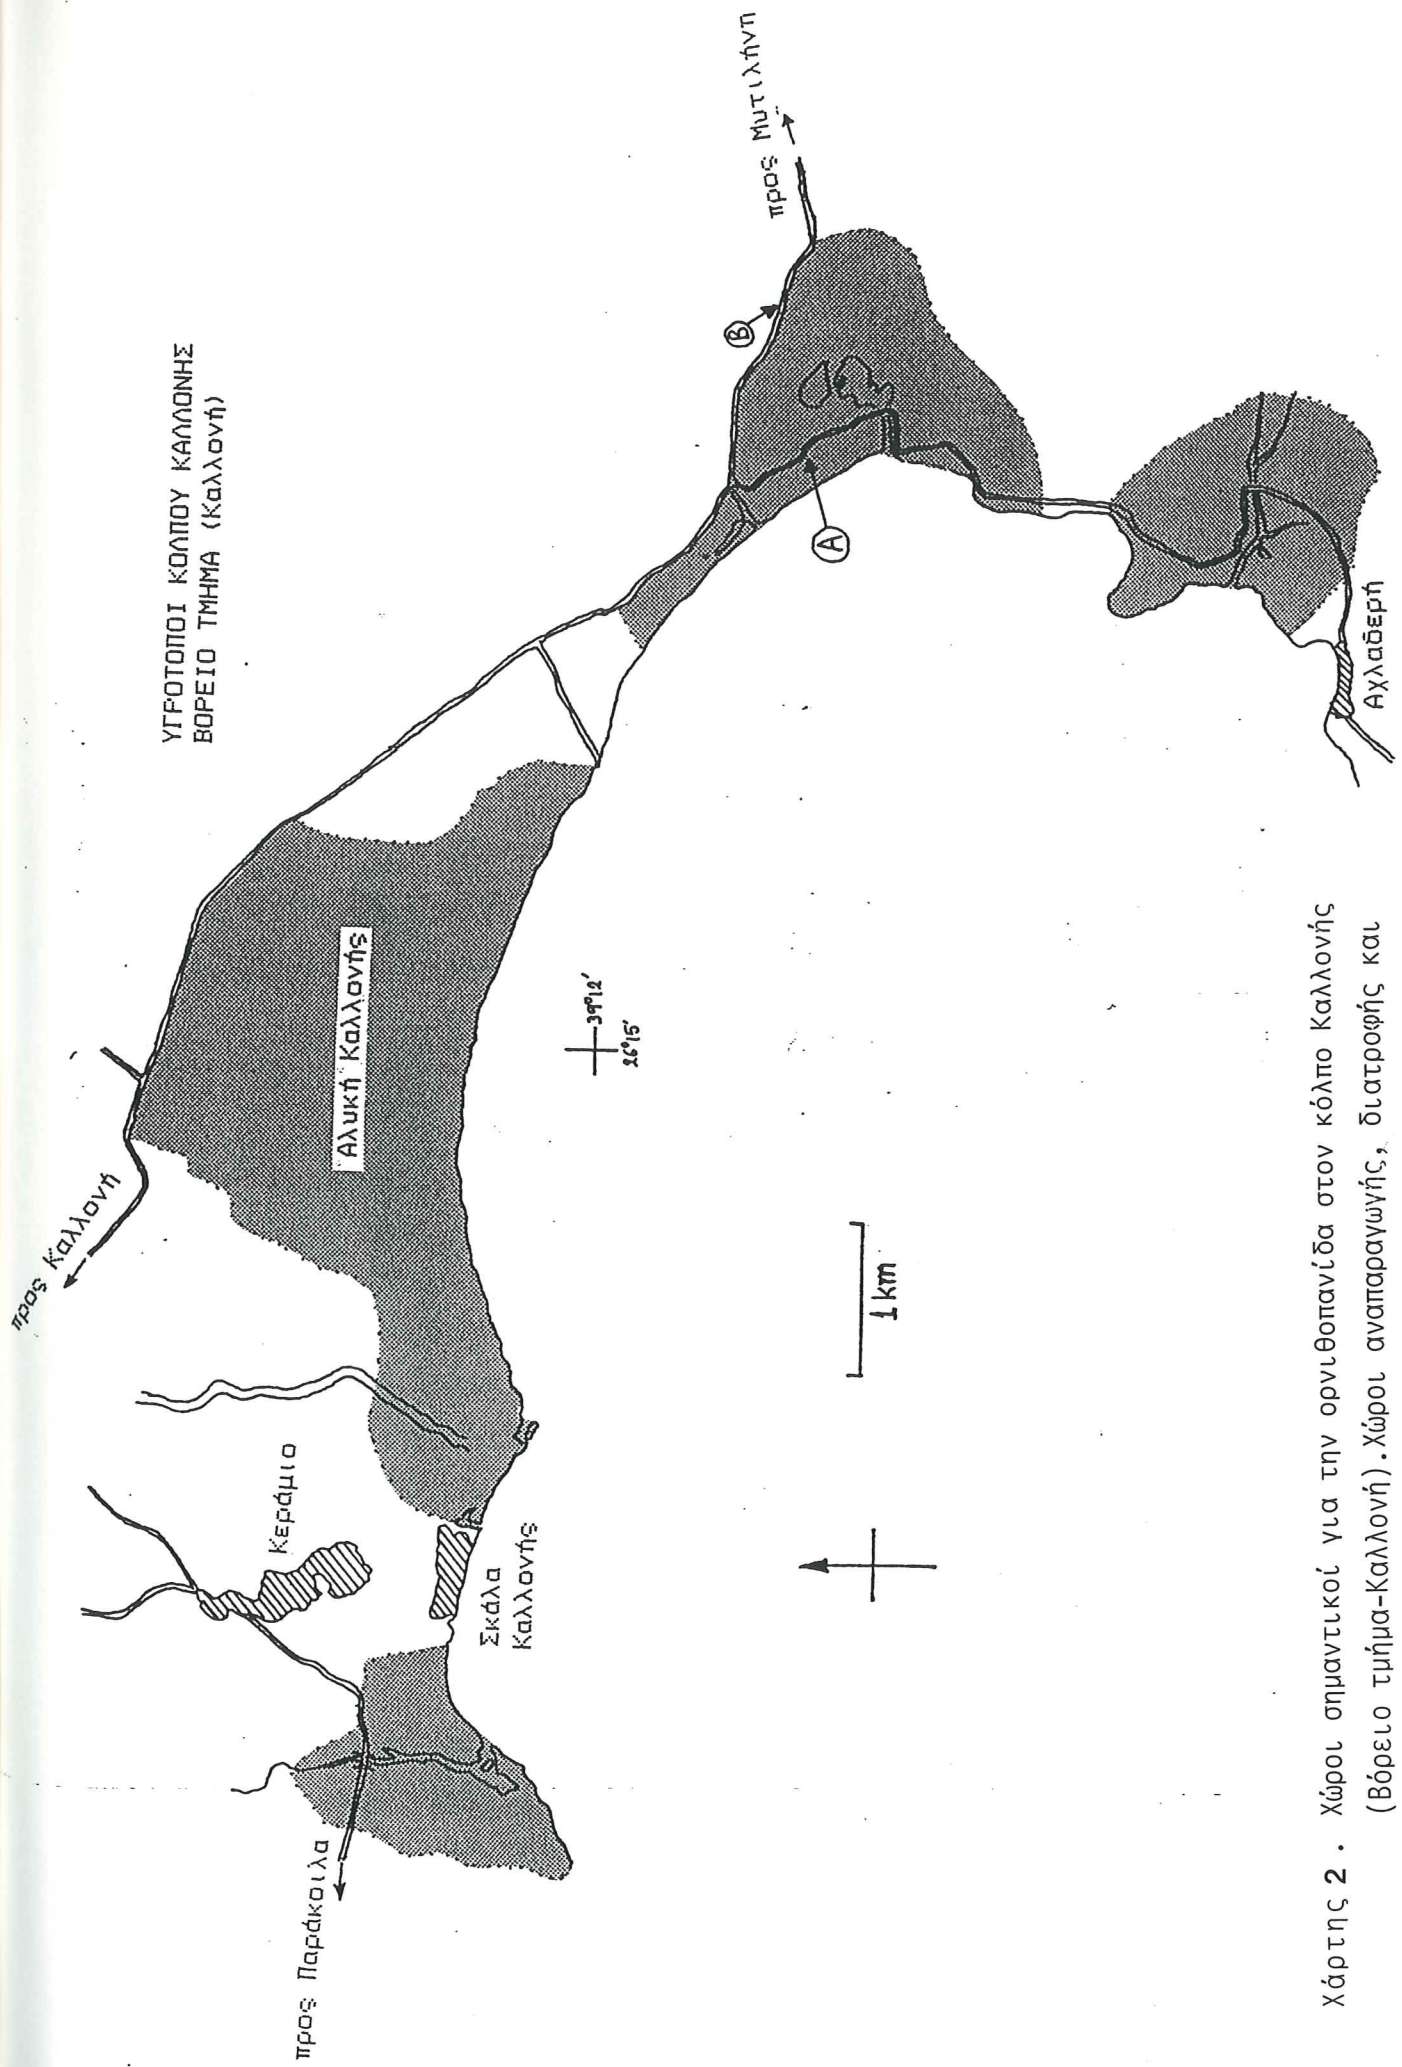 ΥΓΡΟΤΟΠΟΙ ΚΟΛΠΟΥ ΚΑΛΛΟΝΗΣ
ΒΟΡΕΙΟ ΤΜΗΜΑ (Καλλονή)
προς Καλλονή
προς Μυτιλήνη
Αλυκή Καλλονής
B
A
Κεράμιο
Σκάλα
Καλλονής
προς Παράκοιλα
39°12'
26°15'
1 km
Αχλαδερή
Χάρτης 2 . Χώροι σημαντικοί για την ορνιθοπανίδα στον κόλπο Καλλονής
(Βόρειο τμήμα-Καλλονή).Χώροι αναπαραγωγής, διατροφής και